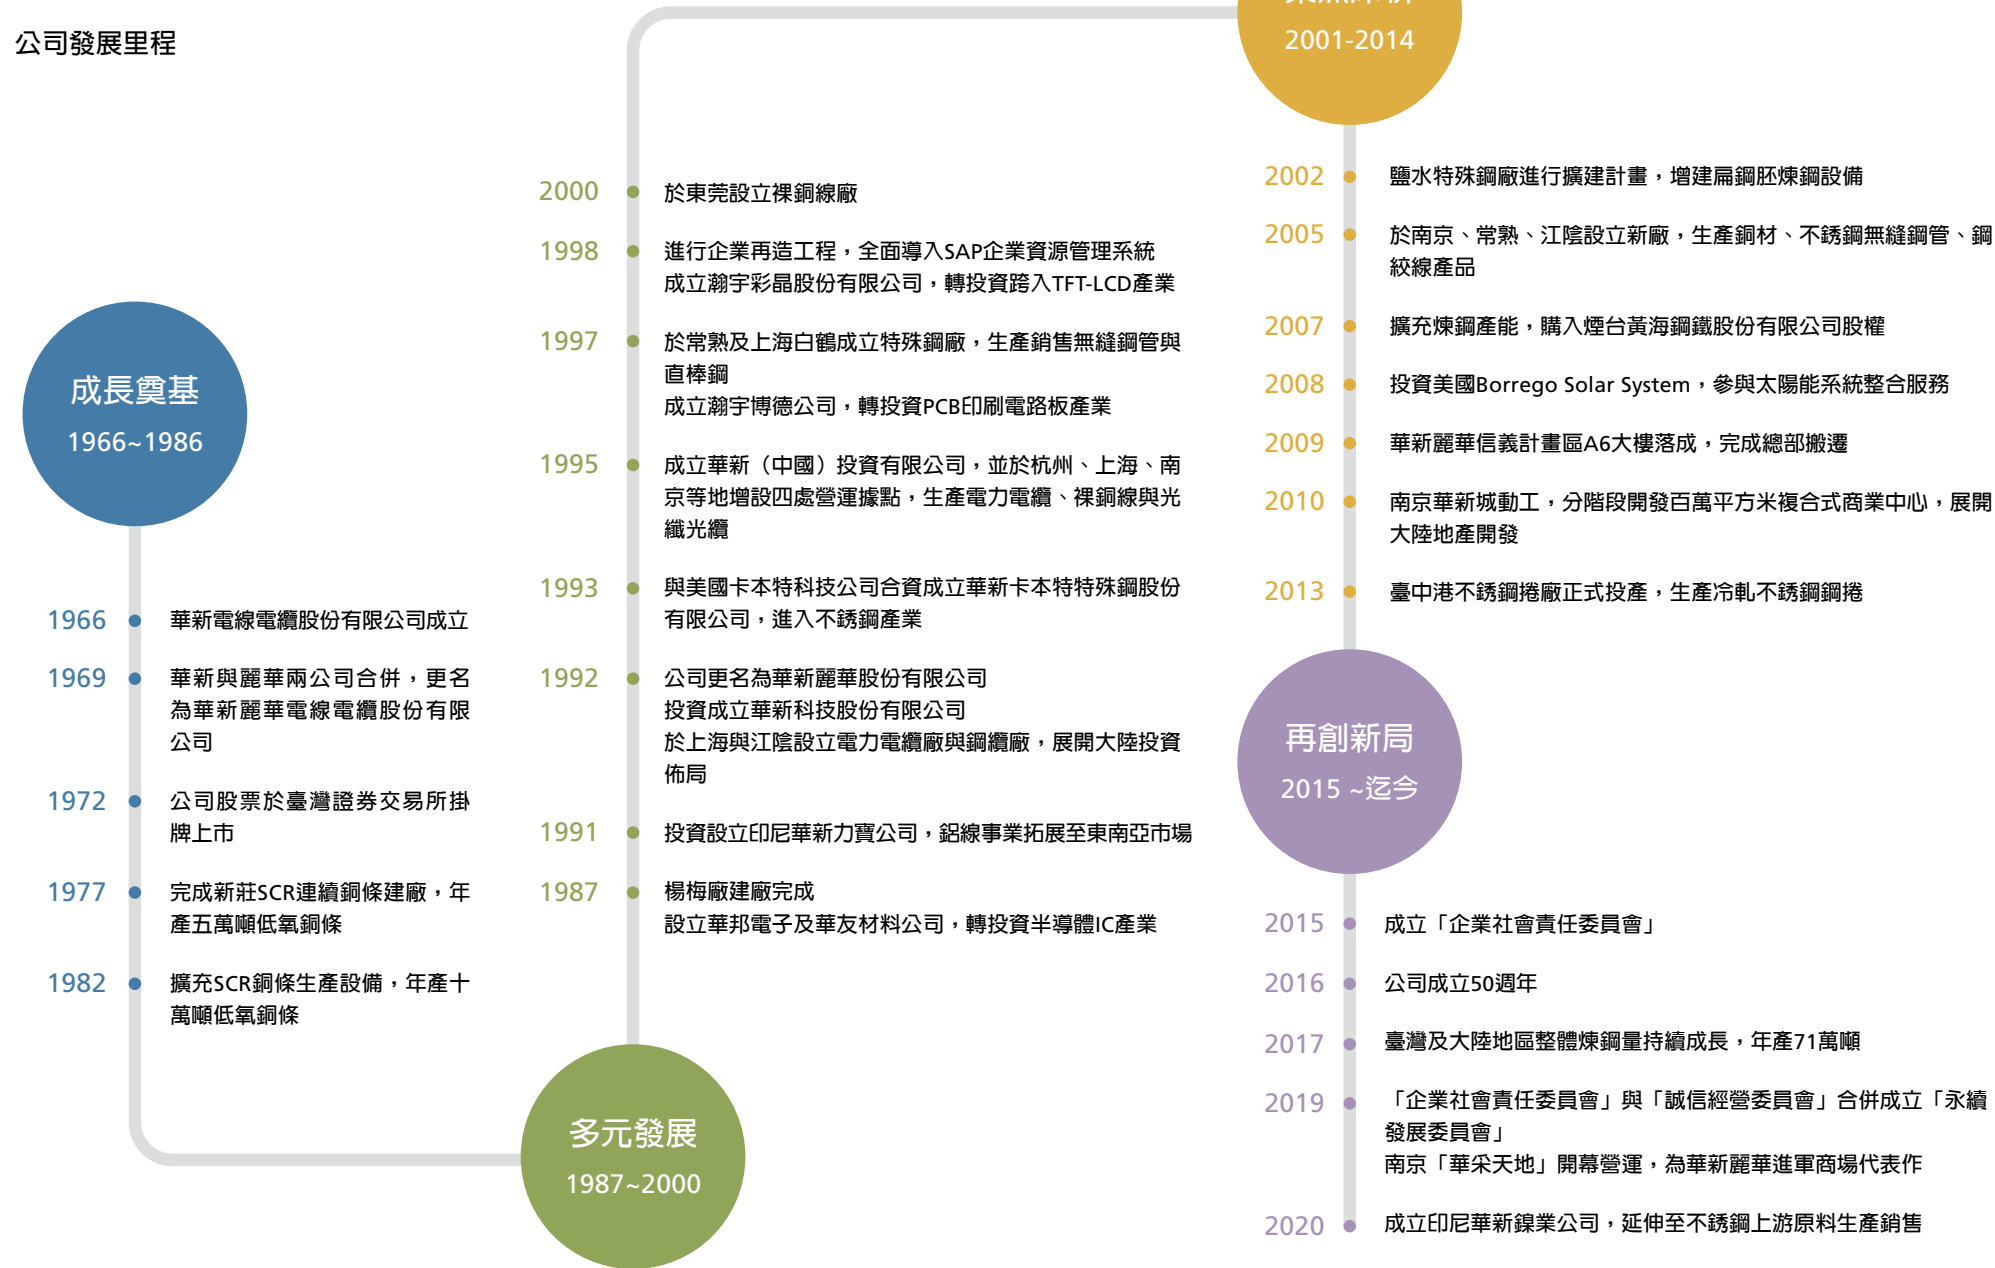 公司發展里程
成長奠基
1966~1986
1966
華新電線電纜股份有限公司成立
1969
華新與麗華兩公司合併，更名
為華新麗華電線電纜股份有限
公司
1972
公司股票於臺灣證券交易所掛
牌上市
1977
完成新莊SCR連續銅條建廠，年
產五萬噸低氧銅條
1982
擴充SCR銅條生產設備，年產十
萬噸低氧銅條
2000
於東莞設立裸銅線廠
1998
進行企業再造工程，全面導入SAP企業資源管理系統
成立瀚宇彩晶股份有限公司，轉投資跨入TFT-LCD產業
1997
於常熟及上海白鶴成立特殊鋼廠，生產銷售無縫鋼管與
直棒鋼
成立瀚宇博德公司，轉投資PCB印刷電路板產業
1995
成立華新（中國）投資有限公司，並於杭州、上海、南
京等地增設四處營運據點，生產電力電纜、裸銅線與光
纖光纜
1993
與美國卡本特科技公司合資成立華新卡本特特殊鋼股份
有限公司，進入不銹鋼產業
1992
公司更名為華新麗華股份有限公司
投資成立華新科技股份有限公司
於上海與江陰設立電力電纜廠與鋼纜廠，展開大陸投資
佈局
1991
投資設立印尼華新力寶公司，鋁線事業拓展至東南亞市場
1987
楊梅廠建廠完成
設立華邦電子及華友材料公司，轉投資半導體IC產業
多元發展
1987~2000
2001-2014
2002
鹽水特殊鋼廠進行擴建計畫，增建扁鋼胚煉鋼設備
2005
於南京、常熟、江陰設立新廠，生產銅材、不銹鋼無縫鋼管、鋼
絞線產品
2007
擴充煉鋼產能，購入煙台黃海鋼鐵股份有限公司股權
2008
投資美國Borrego Solar System，參與太陽能系統整合服務
2009
華新麗華信義計畫區A6大樓落成，完成總部搬遷
2010
南京華新城動工，分階段開發百萬平方米複合式商業中心，展開
大陸地產開發
2013
臺中港不銹鋼捲廠正式投產，生產冷軋不銹鋼鋼捲
再創新局
2015 ~迄今
2015
成立「企業社會責任委員會」
2016
公司成立50週年
2017
臺灣及大陸地區整體煉鋼量持續成長，年產71萬噸
2019
「企業社會責任委員會」與「誠信經營委員會」合併成立「永續
發展委員會」
南京「華采天地」開幕營運，為華新麗華進軍商場代表作
2020
成立印尼華新鎳業公司，延伸至不銹鋼上游原料生產銷售